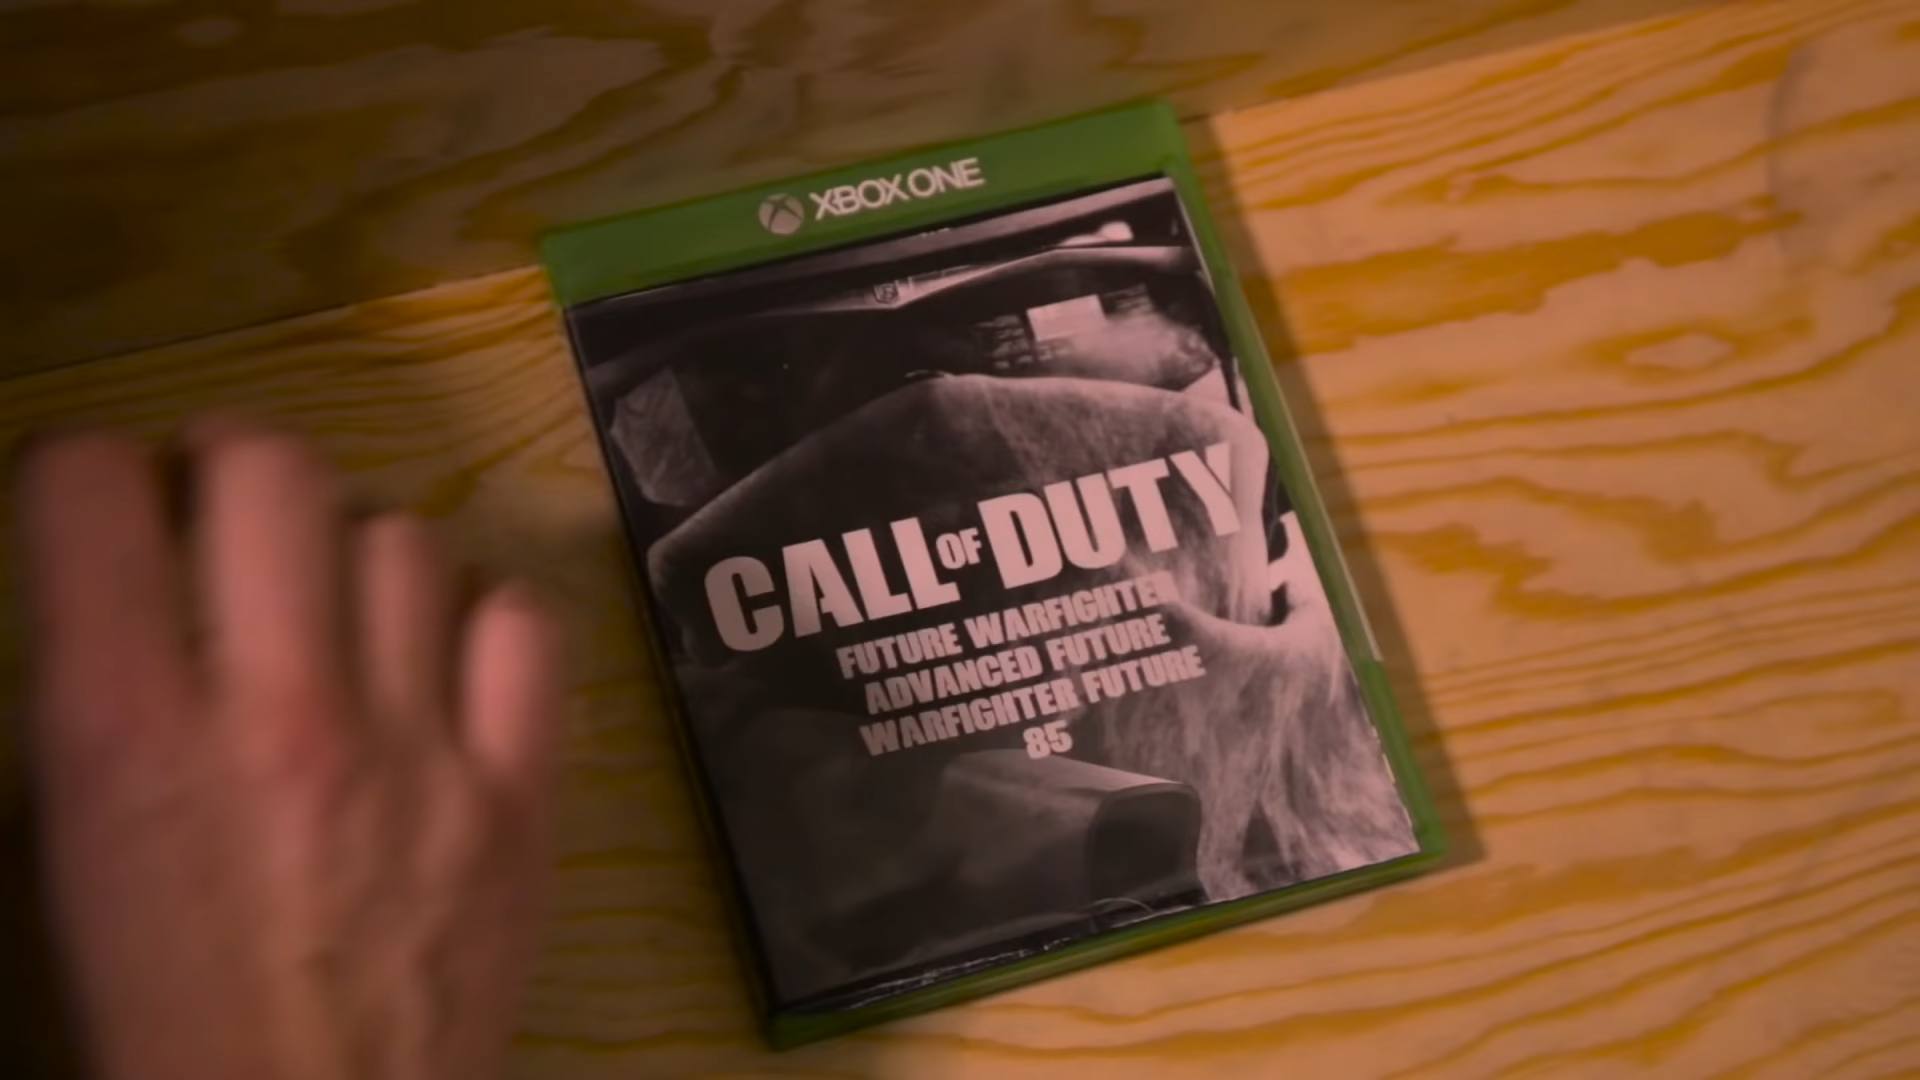 XBOX ONE
CALL OF DUTY
FUTURE WARFIGHTER
ADVANCED FUTURE
WARFIGHTER FUTURE
85